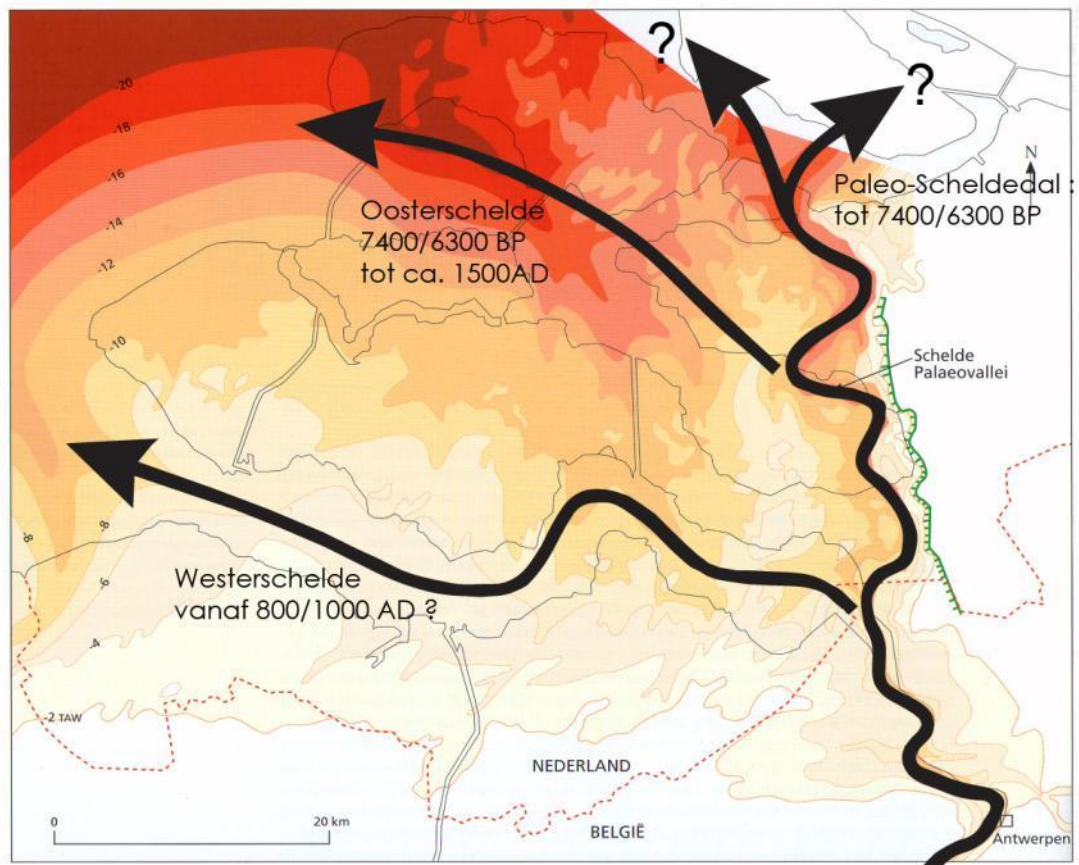 ?
?
-20
-18
-16
-14
-12
-10
-8
-8
-6
-4
-2 TAW
N
Paleo-Scheldedal :
tot 7400/6300 BP
Oosterschelde
7400/6300 BP
tot ca. 1500AD
Schelde
Palaeovallei
Westerschelde
vanaf 800/1000 AD ?
NEDERLAND
BELGIË
0
20 km
Antwerpen